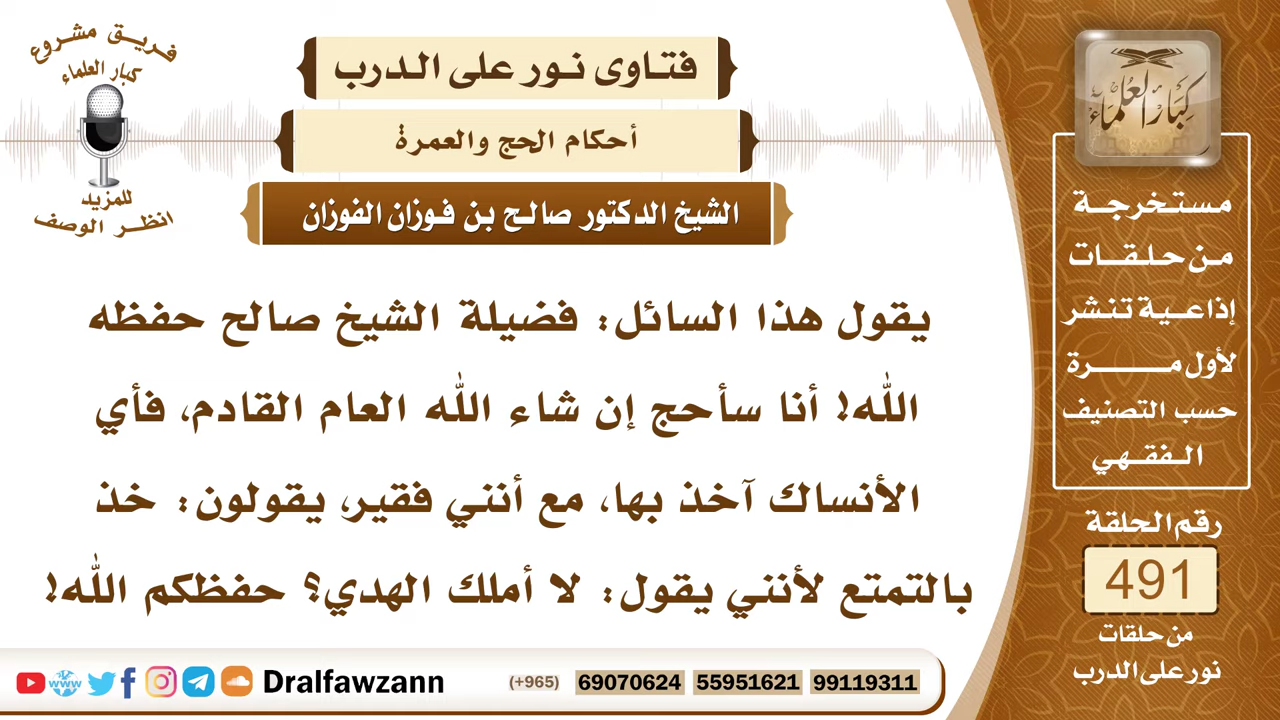 فريق مشروع
كبار العلماء
للمزيد
انظر الوصف
فتاوى نور على الدرب
أحكام الحج والعمرة
الشيخ الدكتور صالح بن فوزان الفوزان
يقول هذا السائل: فضيلة الشيخ صالح حفظه
الله! أنا سأحج إن شاء الله العام القادم، فأي
الأنساك آخذ بها، مع أنني فقير، يقولون: خذ
بالتمتع لأنني يقول: لا أملك الهدي؟ حفظكم الله!
كبار العلماء
مستخرجة
من حلقات
إذاعية تنشر
لأول مرة
حسب التصنيف
الفقهي
رقم الحلقة
491
من حلقات
نور على الدرب
www Dralfawzann (+965) 69070624 55951621 99119311